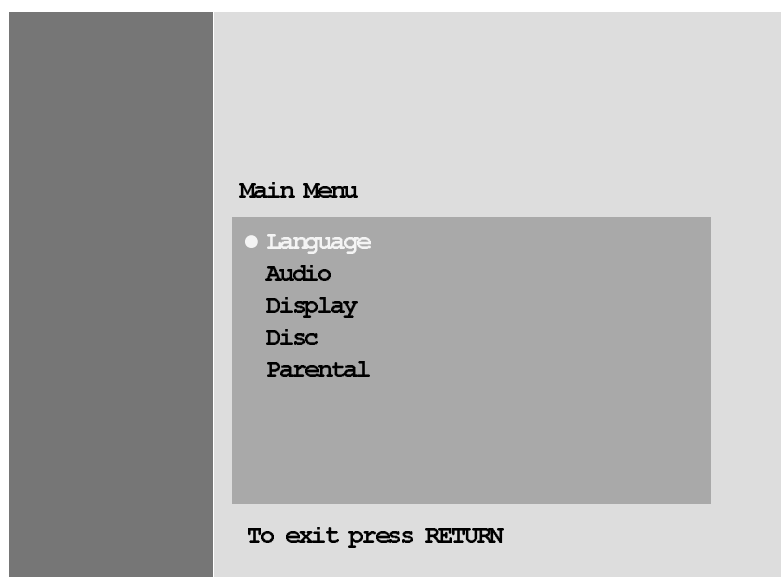 Main Menu
Language
Audio
Display
Disc
Parental
To exit press RETURN